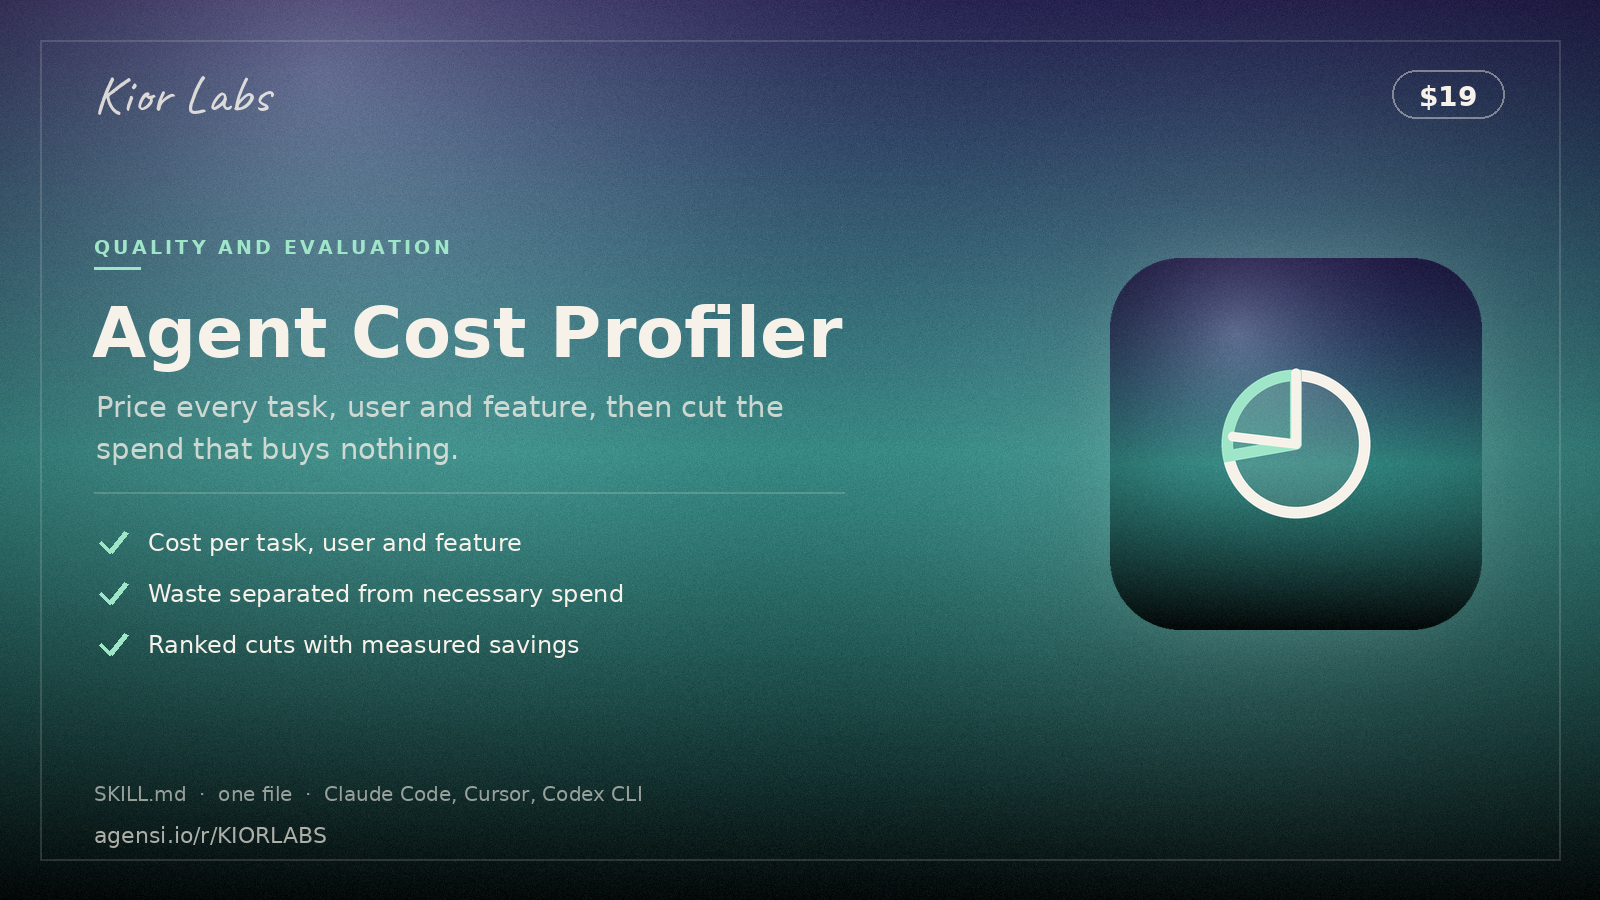 Kior Labs
$19
QUALITY AND EVALUATION
Agent Cost Profiler
Price every task, user and feature, then cut the
spend that buys nothing.
Cost per task, user and feature
Waste separated from necessary spend
Ranked cuts with measured savings
SKILL.md · one file · Claude Code, Cursor, Codex CLI
agensi.io/r/KIORLABS